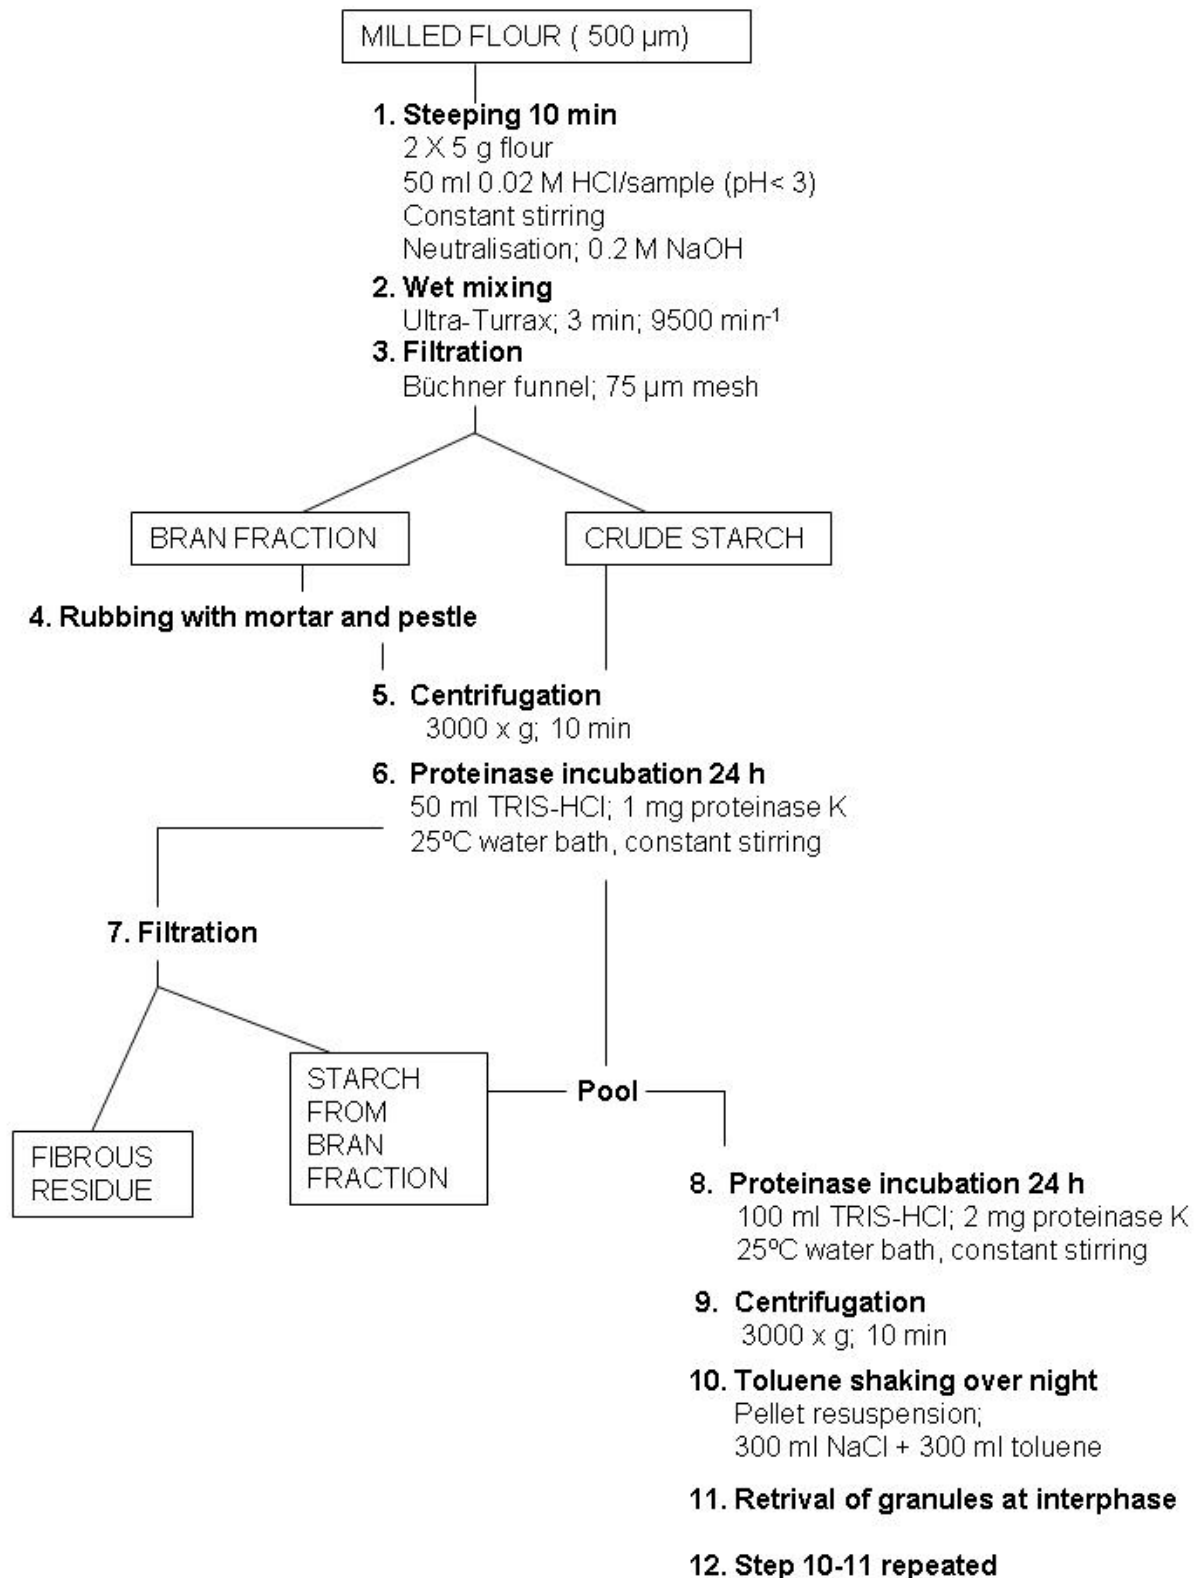 MILLED FLOUR ( 500 µm)
1. Steeping 10 min
2 X 5 g flour
50 ml 0.02 M HCl/sample (pH< 3)
Constant stirring
Neutralisation; 0.2 M NaOH
2. Wet mixing
Ultra-Turrax; 3 min; 9500 min⁻¹
3. Filtration
Büchner funnel; 75 µm mesh
BRAN FRACTION
CRUDE STARCH
4. Rubbing with mortar and pestle
5. Centrifugation
3000 x g; 10 min
6. Proteinase incubation 24 h
50 ml TRIS-HCl; 1 mg proteinase K
25ºC water bath, constant stirring
7. Filtration
FIBROUS
RESIDUE
STARCH
FROM
BRAN
FRACTION
Pool
8. Proteinase incubation 24 h
100 ml TRIS-HCl; 2 mg proteinase K
25ºC water bath, constant stirring
9. Centrifugation
3000 x g; 10 min
10. Toluene shaking over night
Pellet resuspension;
300 ml NaCl + 300 ml toluene
11. Retrival of granules at interphase
12. Step 10-11 repeated